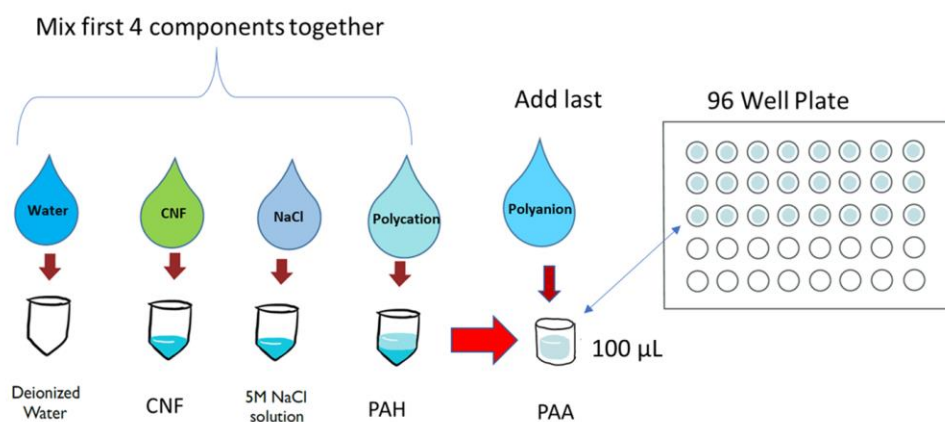 Mix first 4 components together
Add last
96 Well Plate
Water
CNF
NaCl
Polycation
Polyanion
100 µL
Deionized
Water
CNF
5M NaCl
solution
PAH
PAA